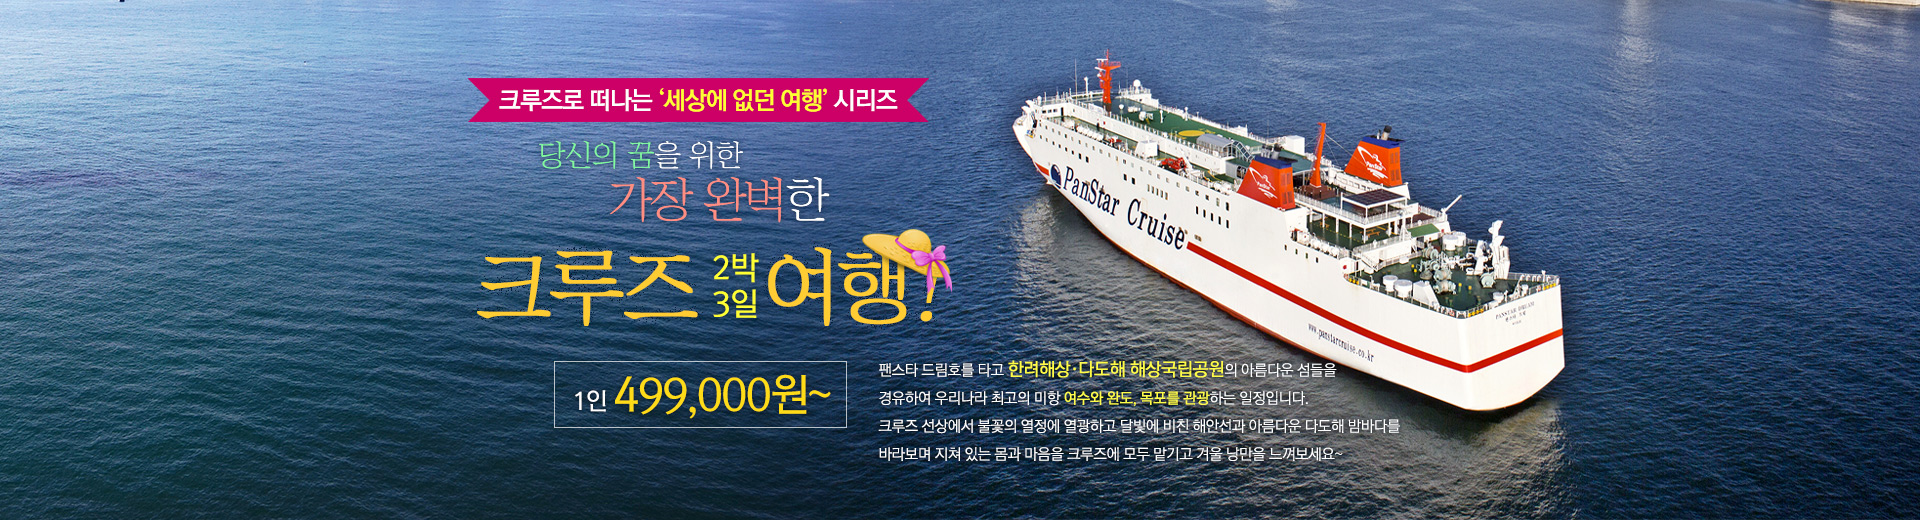 크루즈로 떠나는 ‘세상에 없던 여행’ 시리즈
당신의 꿈을 위한
가장 완벽한
크루즈 2박 3일 여행!
1인 499,000원~
팬스타 드림호를 타고 한려해상·다도해 해상국립공원의 아름다운 섬들을
경유하여 우리나라 최고의 미항 여수와 완도, 목포를 관광하는 일정입니다.
크루즈 선상에서 불꽃의 열정에 열광하고 달빛에 비친 해안선과 아름다운 다도해 밤바다를
바라보며 지쳐 있는 몸과 마음을 크루즈에 모두 맡기고 겨울 낭만을 느껴보세요~
PanStar Cruise
PanStar
PanStar
PANSTAR DREAM
팬스타 드림
www.panstarcruise.co.kr